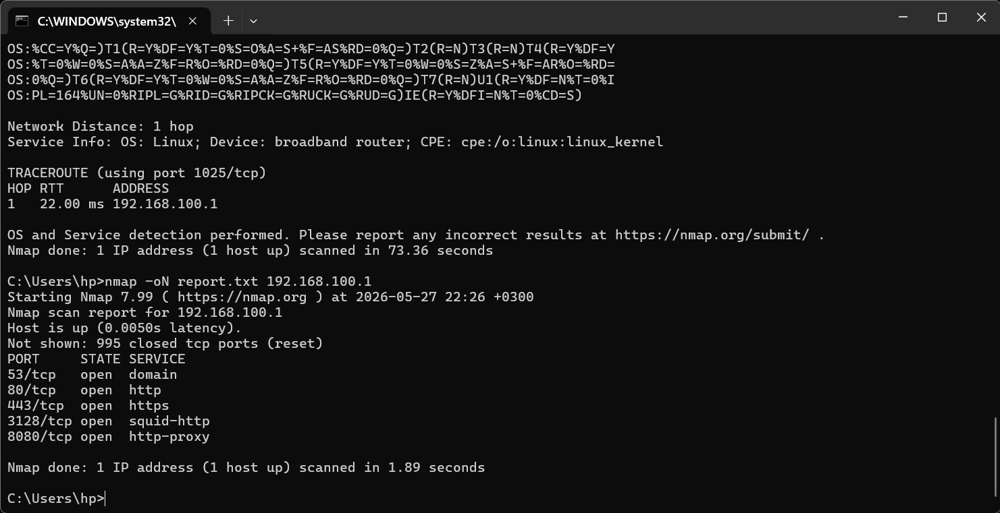 C:\WINDOWS\system32\
OS:%CC=Y%Q=)T1(R=Y%DF=Y%T=0%S=O%A=S+%F=AS%RD=0%Q=)T2(R=N)T3(R=N)T4(R=Y%DF=Y
OS:%T=0%W=0%S=A%A=Z%F=R%O=%RD=0%Q=)T5(R=Y%DF=Y%T=0%W=0%S=Z%A=S+%F=AR%O=%RD=
OS:0%Q=)T6(R=Y%DF=Y%T=0%W=0%S=A%A=Z%F=R%O=%RD=0%Q=)T7(R=N)U1(R=Y%DF=N%T=0%I
OS:PL=164%UN=0%RIPL=G%RID=G%RIPCK=G%RUCK=G%RUD=G)IE(R=Y%DFI=N%T=0%CD=S)
Network Distance: 1 hop
Service Info: OS: Linux; Device: broadband router; CPE: cpe:/o:linux:linux_kernel
TRACEROUTE (using port 1025/tcp)
HOP RTT      ADDRESS
1   22.00 ms 192.168.100.1
OS and Service detection performed. Please report any incorrect results at https://nmap.org/submit/ .
Nmap done: 1 IP address (1 host up) scanned in 73.36 seconds
C:\Users\hp>nmap -oN report.txt 192.168.100.1
Starting Nmap 7.99 ( https://nmap.org ) at 2026-05-27 22:26 +0300
Nmap scan report for 192.168.100.1
Host is up (0.0050s latency).
Not shown: 995 closed tcp ports (reset)
PORT     STATE SERVICE
53/tcp   open  domain
80/tcp   open  http
443/tcp  open  https
3128/tcp open  squid-http
8080/tcp open  http-proxy
Nmap done: 1 IP address (1 host up) scanned in 1.89 seconds
C:\Users\hp>